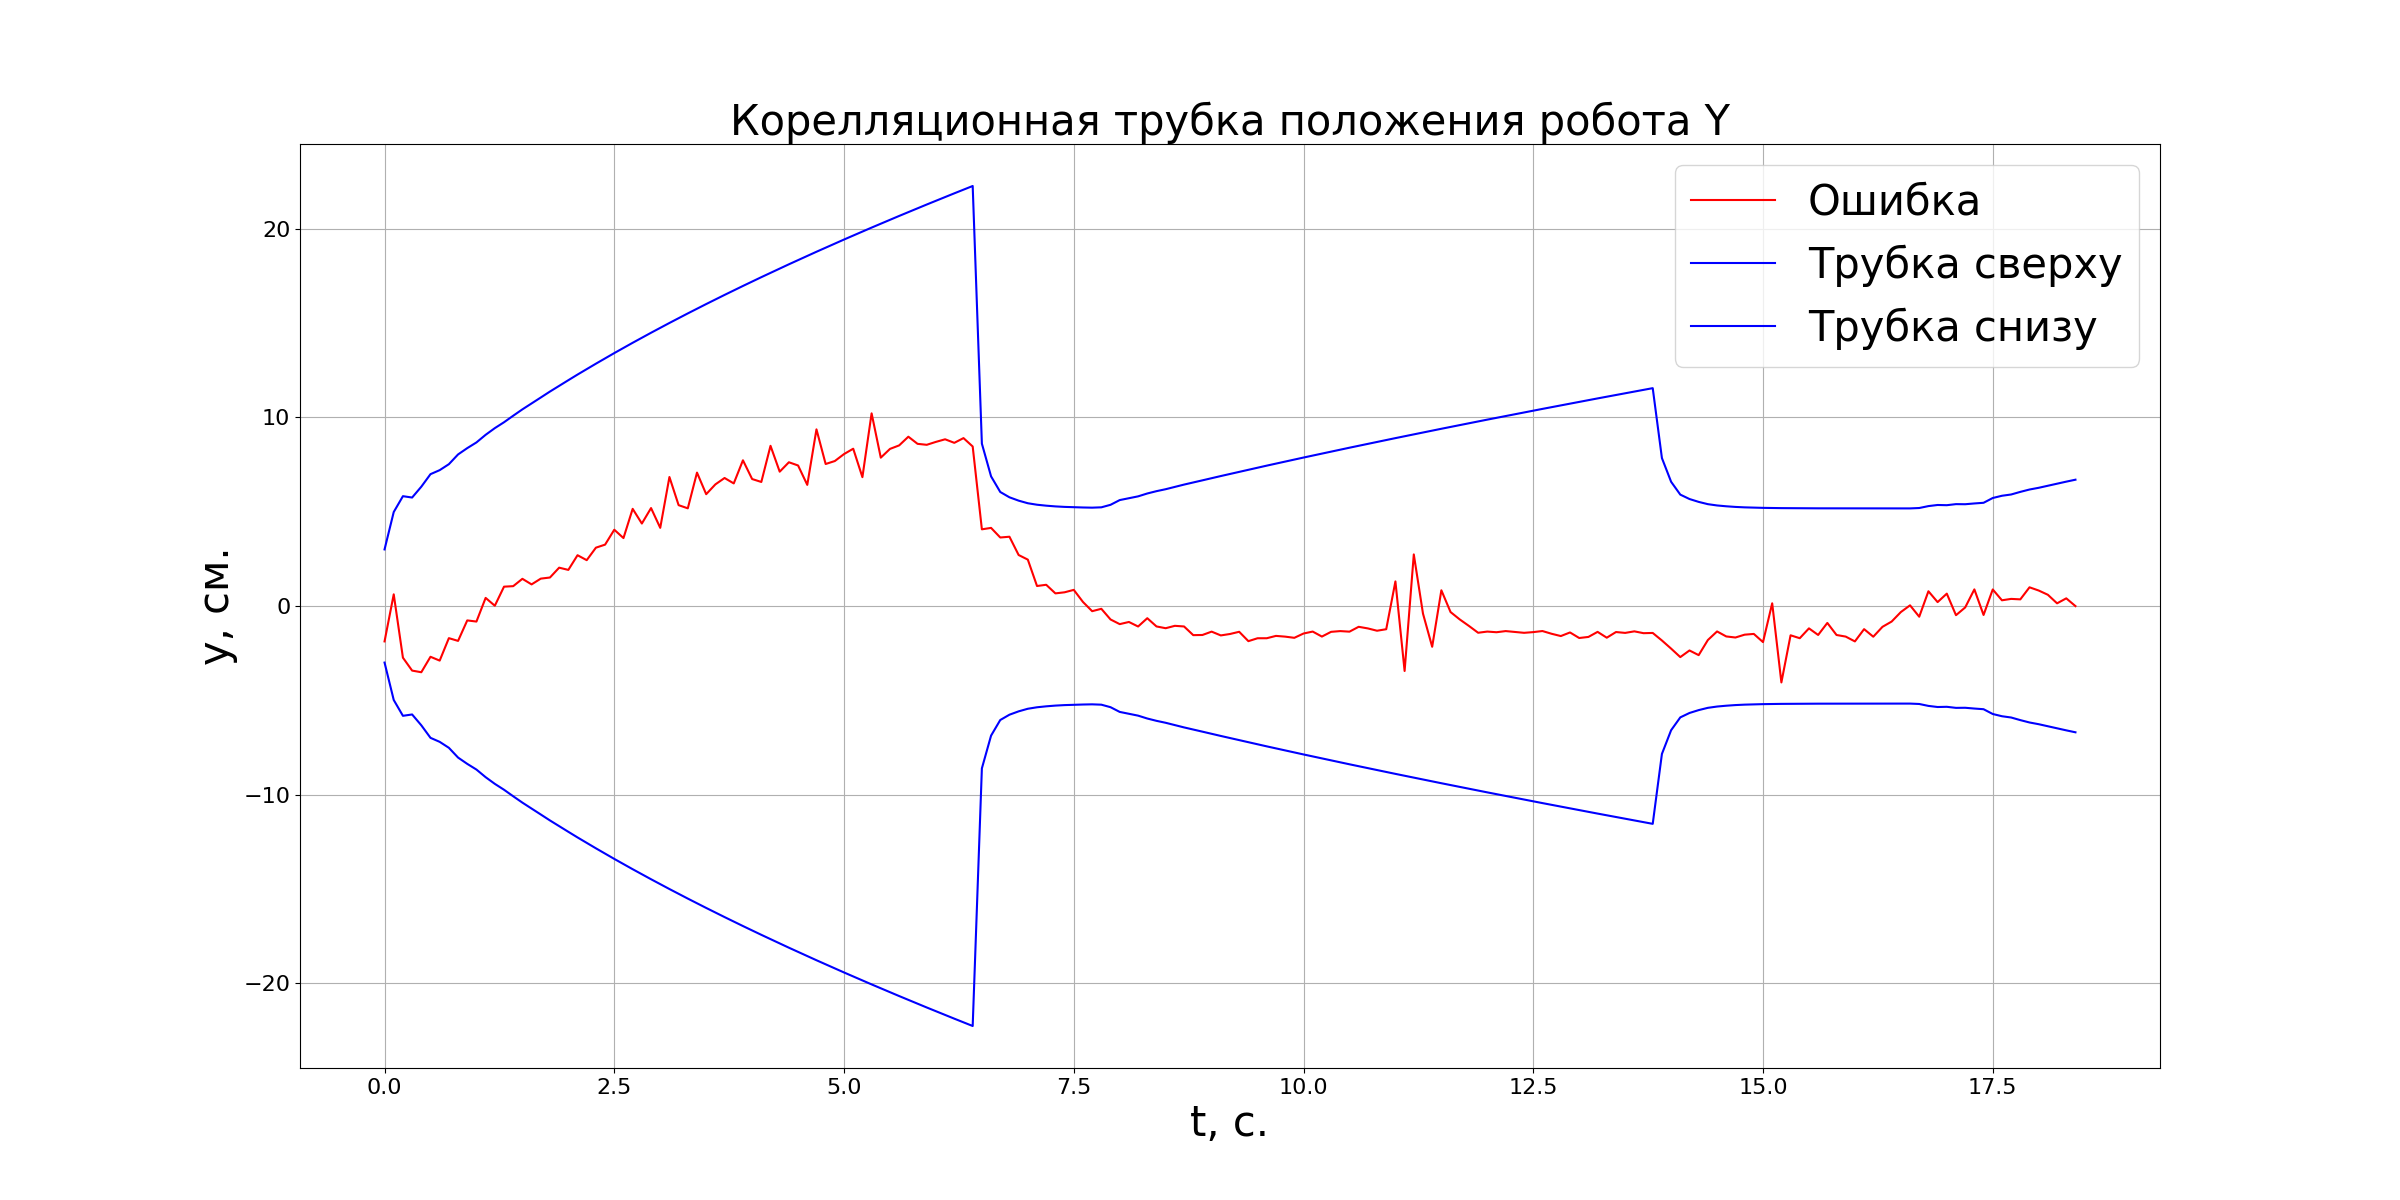 Корелляционная трубка положения робота Y
Ошибка
Трубка сверху
Трубка снизу
y, см.
20
10
0
−10
−20
0.0 2.5 5.0 7.5 10.0 12.5 15.0 17.5
t, с.